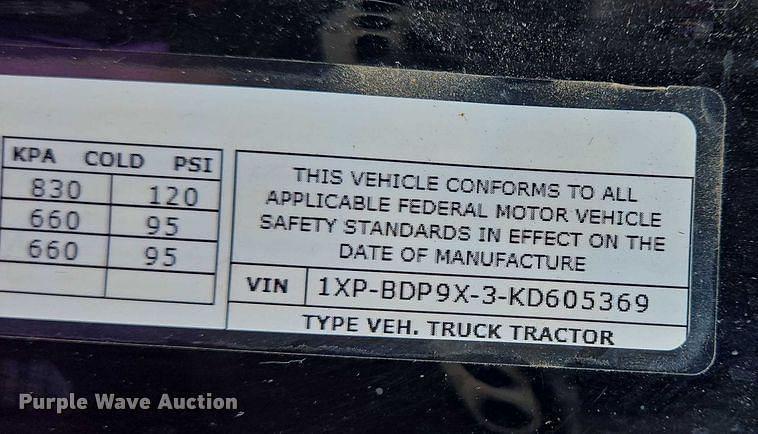 KPA COLD PSI
830 120
660 95
660 95
THIS VEHICLE CONFORMS TO ALL
APPLICABLE FEDERAL MOTOR VEHICLE
SAFETY STANDARDS IN EFFECT ON THE
DATE OF MANUFACTURE
VIN 1XP-BDP9X-3-KD605369
TYPE VEH. TRUCK TRACTOR
Purple Wave Auction